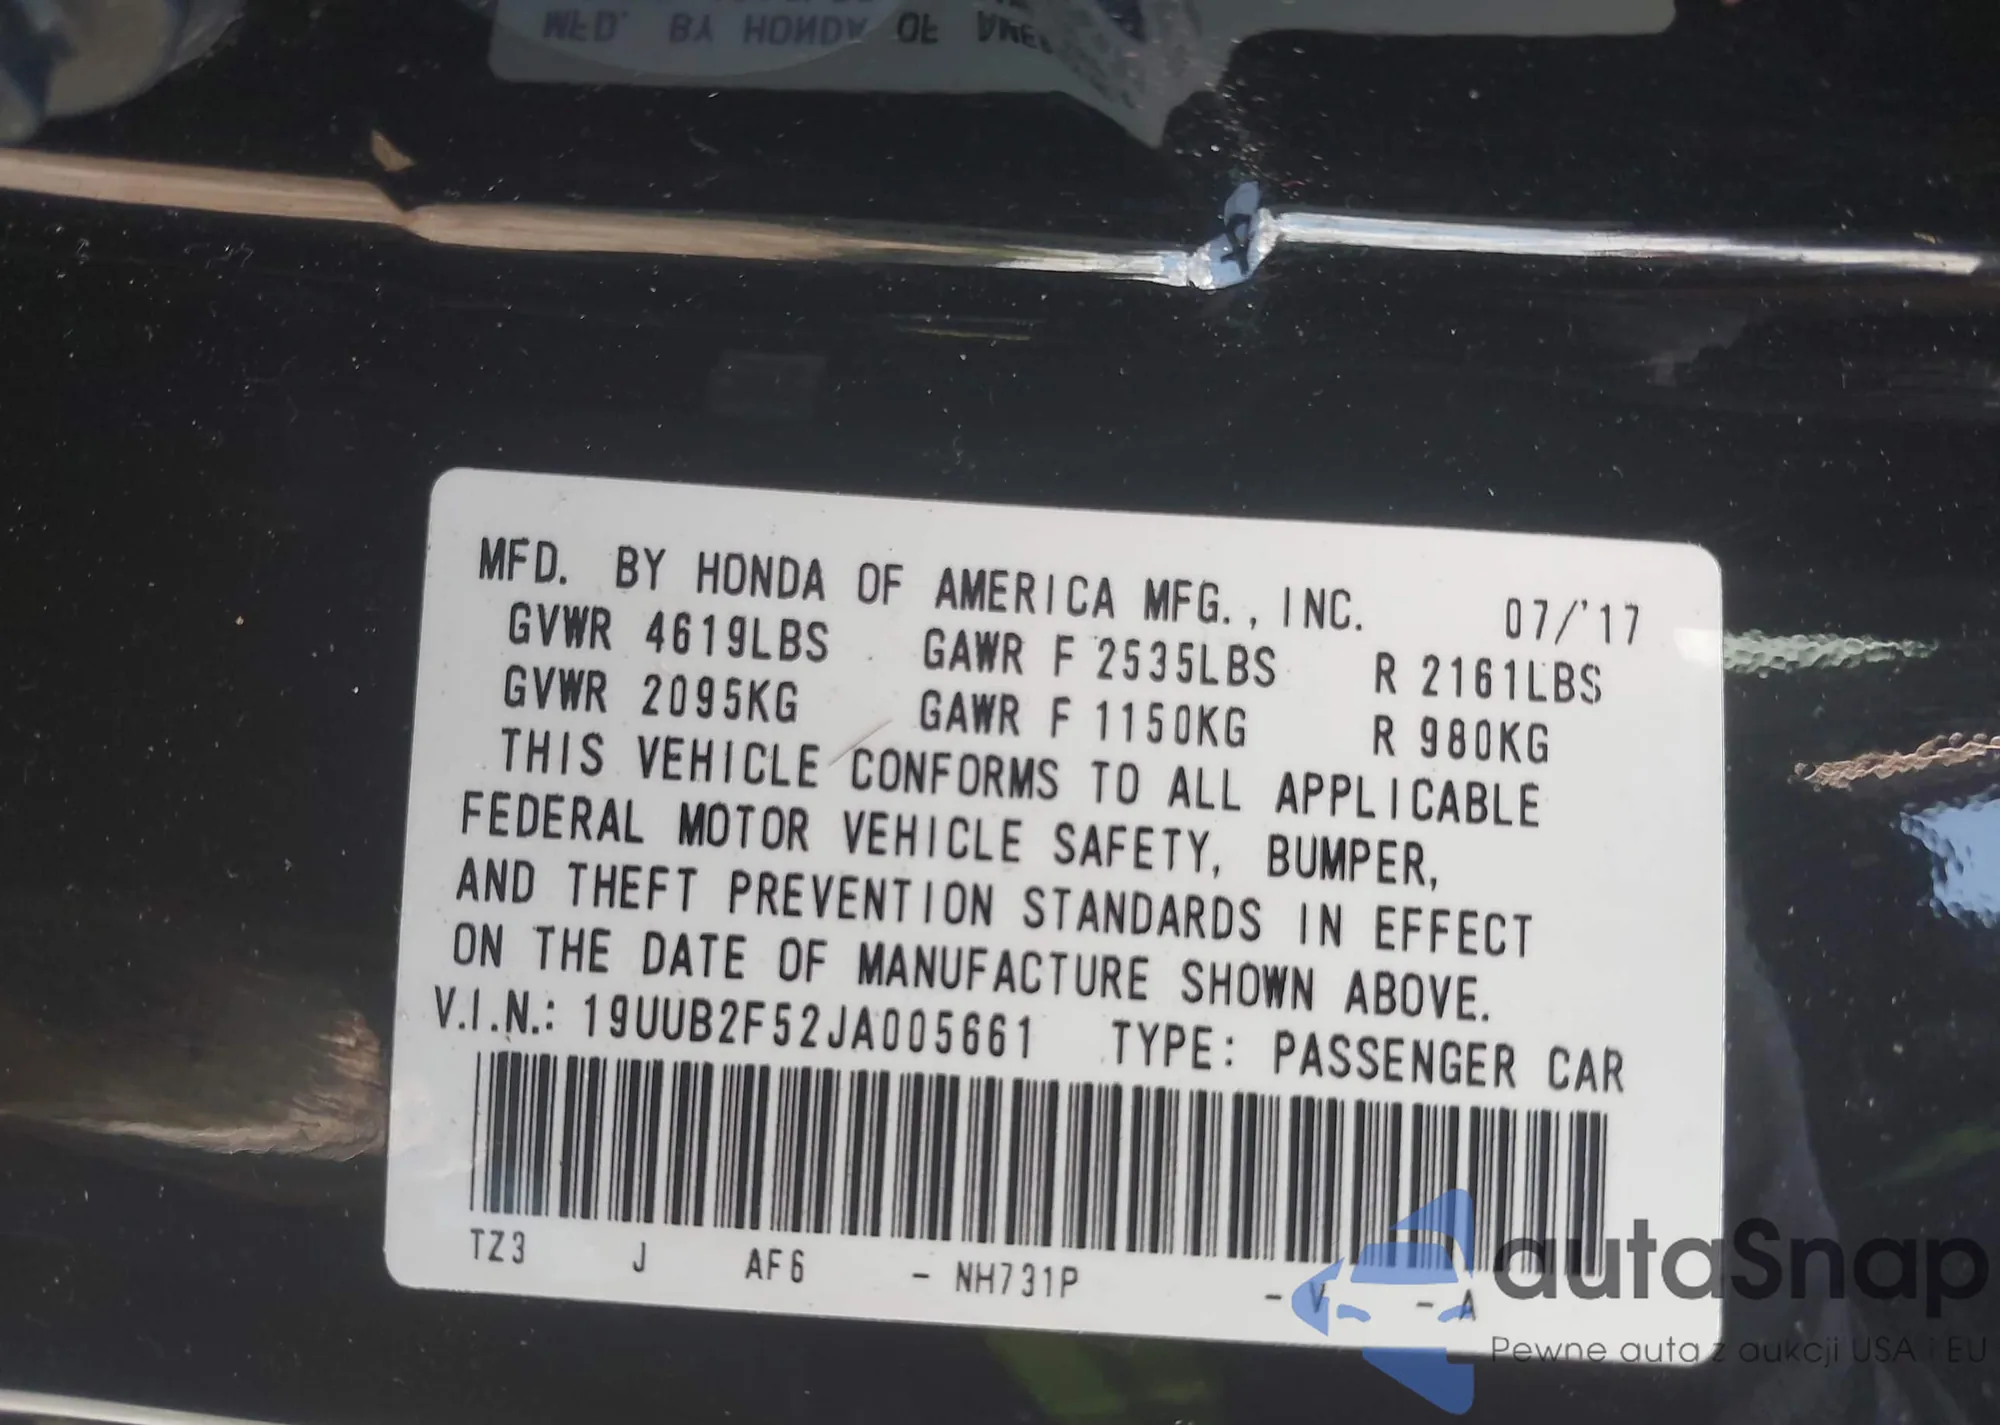 MFD. BY HONDA OF
MFD. BY HONDA OF AMERICA MFG., INC. 07/'17
GVWR 4619LBS GAWR F 2535LBS R 2161LBS
GVWR 2095KG GAWR F 1150KG R 980KG
THIS VEHICLE CONFORMS TO ALL APPLICABLE
FEDERAL MOTOR VEHICLE SAFETY, BUMPER,
AND THEFT PREVENTION STANDARDS IN EFFECT
ON THE DATE OF MANUFACTURE SHOWN ABOVE.
V.I.N.: 19UUB2F52JA005661 TYPE: PASSENGER CAR
TZ3 J AF6 - NH731P - V - A
autaSnap
Pewne auta z aukcji USA i EU